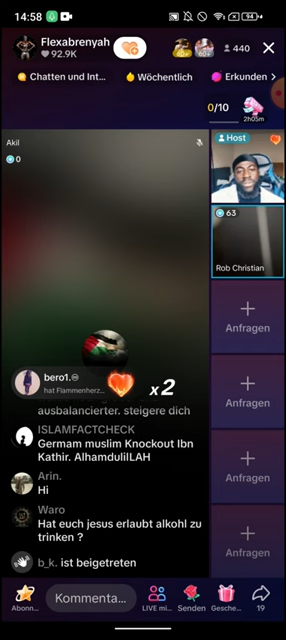 14:58
94
Flexabrenyah
92.9K
40+
60+
440
Chatten und Int...
Wöchentlich
Erkunden
0/10
2h05m
Akil
0
Host
63
Rob Christian
Anfragen
Anfragen
Anfragen
Anfragen
bero1.
hat Flammenherz...
x2
ausbalancierter. steigere dich
ISLAMFACTCHECK
Germam muslim Knockout Ibn
Kathir. AlhamdulilLAH
Arin.
Hi
Waro
Hat euch jesus erlaubt alkohl zu
trinken ?
b_k. ist beigetreten
Abonn...
Kommenta...
LIVE mi...
Senden
Gesche...
19